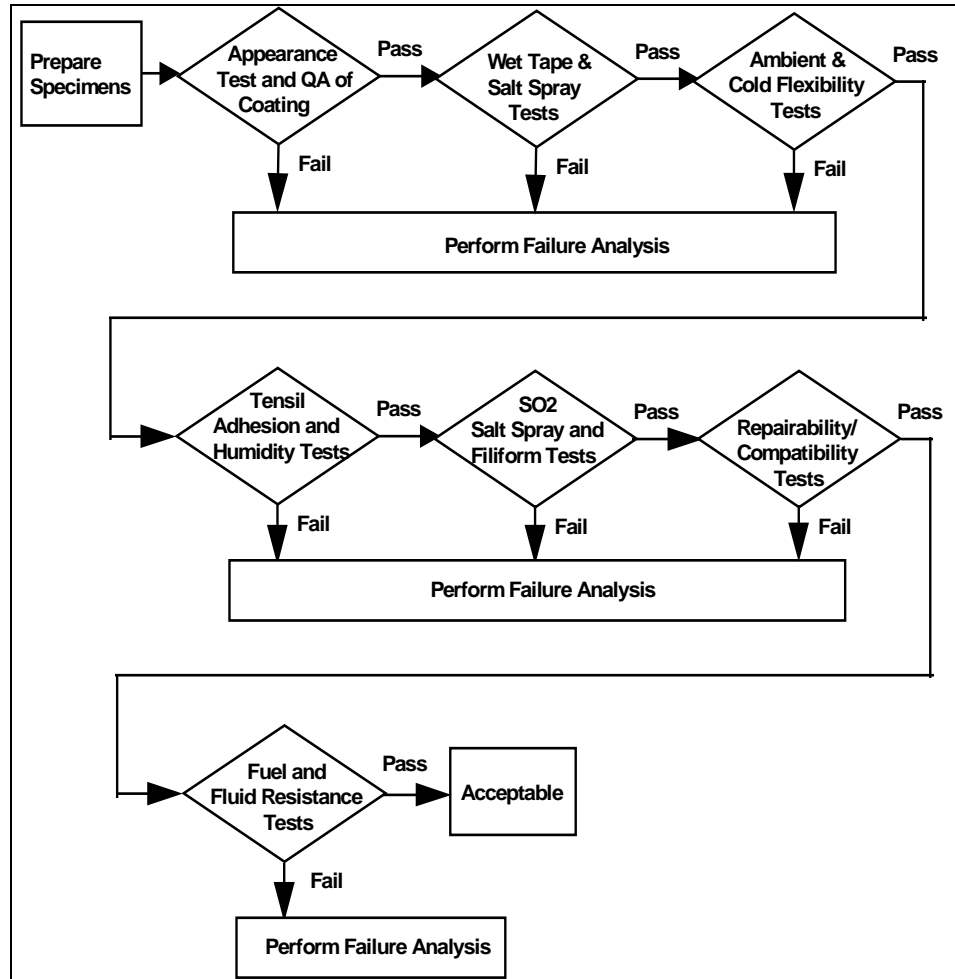 Prepare
Specimens
Appearance
Test and QA of
Coating
Pass
Fail
Wet Tape &
Salt Spray
Tests
Pass
Fail
Ambient &
Cold Flexibility
Tests
Pass
Fail
Perform Failure Analysis
Tensil
Adhesion and
Humidity Tests
Pass
Fail
SO2
Salt Spray and
Filiform Tests
Pass
Fail
Repairability/
Compatibility
Tests
Pass
Fail
Perform Failure Analysis
Fuel and
Fluid Resistance
Tests
Pass
Fail
Acceptable
Perform Failure Analysis